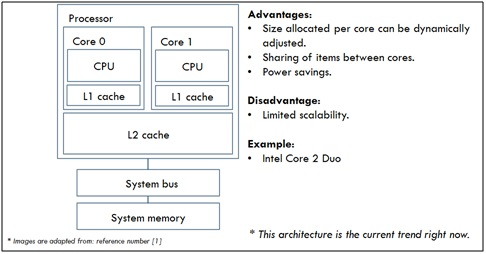 Processor
Core 0
Core 1
CPU
CPU
L1 cache
L1 cache
L2 cache
System bus
System memory
* Images are adapted from: reference number [1]
Advantages:
• Size allocated per core can be dynamically
adjusted.
• Sharing of items between cores.
• Power savings.
Disadvantage:
• Limited scalability.
Example:
• Intel Core 2 Duo
* This architecture is the current trend right now.